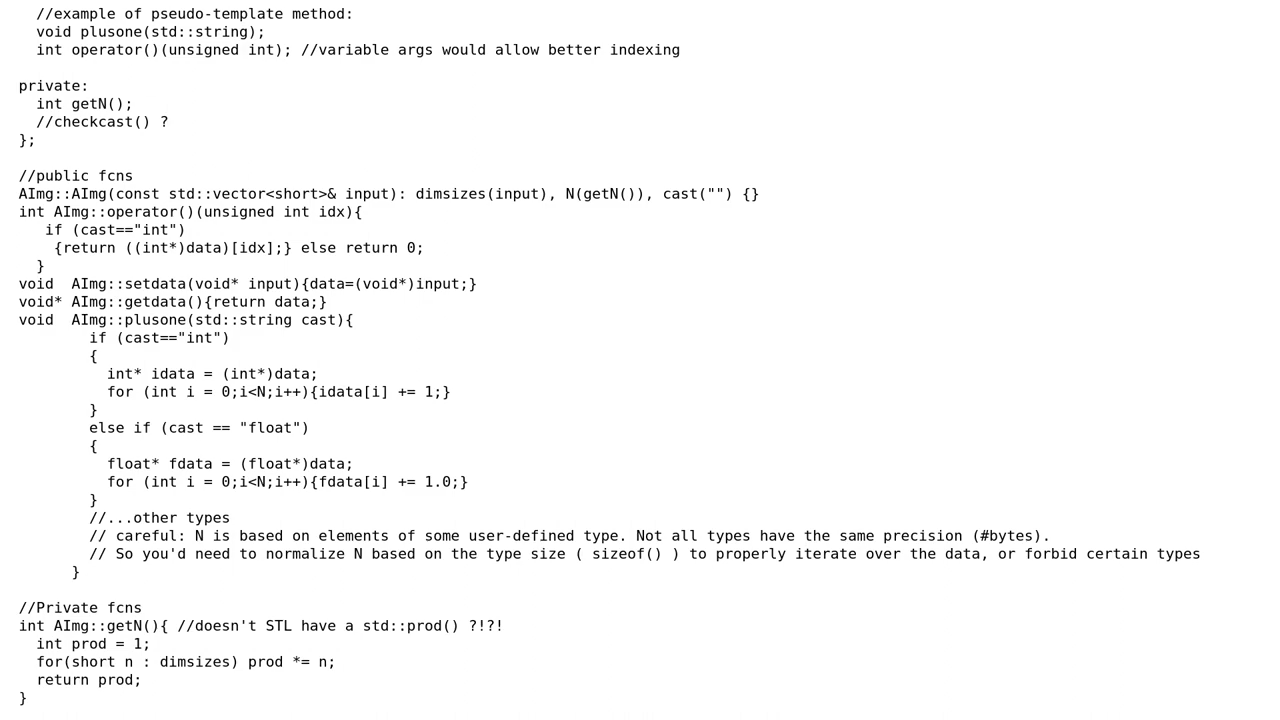 //example of pseudo-template method:
void plusone(std::string);
int operator()(unsigned int); //variable args would allow better indexing
private:
int getN();
//checkcast() ?
};
//public fcns
AImg::AImg(const std::vector<short>& input): dimsizes(input), N(getN()), cast("") {}
int AImg::operator()(unsigned int idx){
if (cast=="int")
{return ((int*)data)[idx];} else return 0;
}
void  AImg::setdata(void* input){data=(void*)input;}
void* AImg::getdata(){return data;}
void  AImg::plusone(std::string cast){
if (cast=="int")
{
int* idata = (int*)data;
for (int i = 0;i<N;i++){idata[i] += 1;}
}
else if (cast == "float")
{
float* fdata = (float*)data;
for (int i = 0;i<N;i++){fdata[i] += 1.0;}
}
//...other types
// careful: N is based on elements of some user-defined type. Not all types have the same precision (#bytes).
// So you'd need to normalize N based on the type size ( sizeof() ) to properly iterate over the data, or forbid certain types
}
//Private fcns
int AImg::getN(){ //doesn't STL have a std::prod() ?!?!
int prod = 1;
for(short n : dimsizes) prod *= n;
return prod;
}